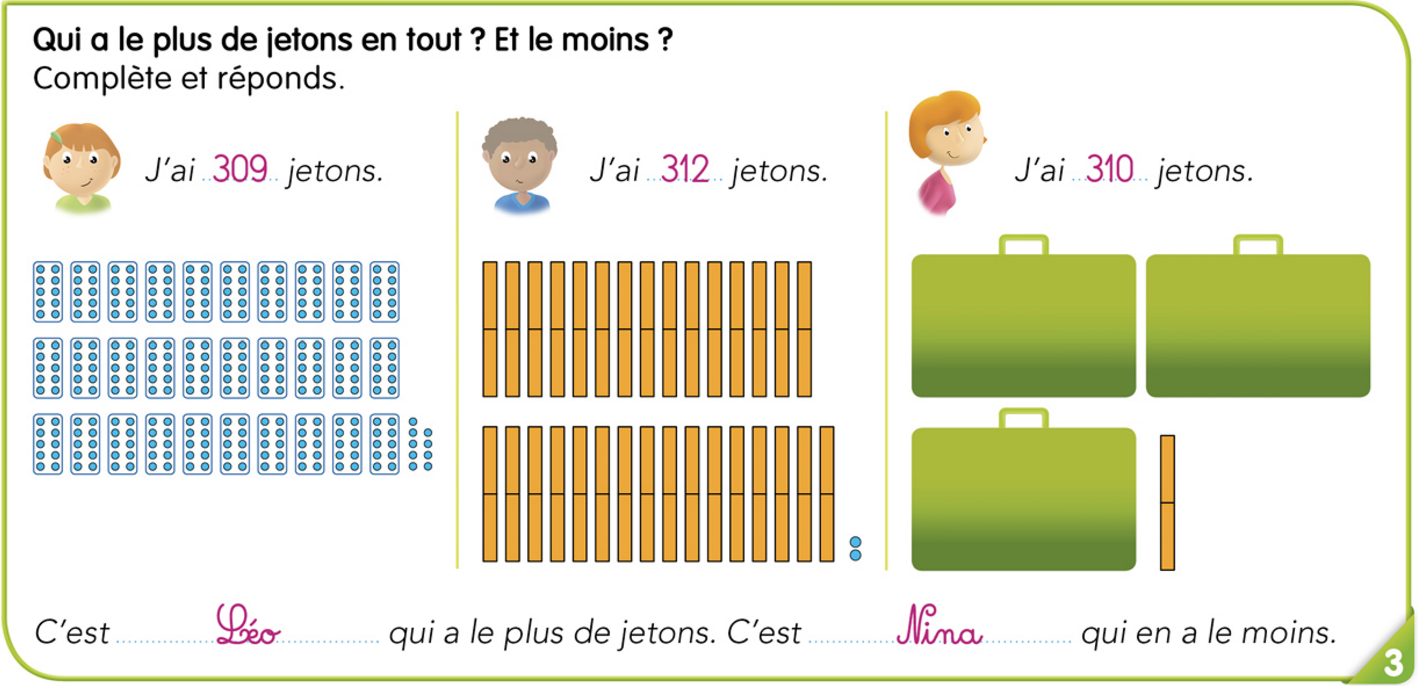 Qui a le plus de jetons en tout ? Et le moins ?
Complète et réponds.
J'ai 309 jetons.
J'ai 312 jetons.
J'ai 310 jetons.
C'est Léo qui a le plus de jetons. C'est Nina qui en a le moins.
3